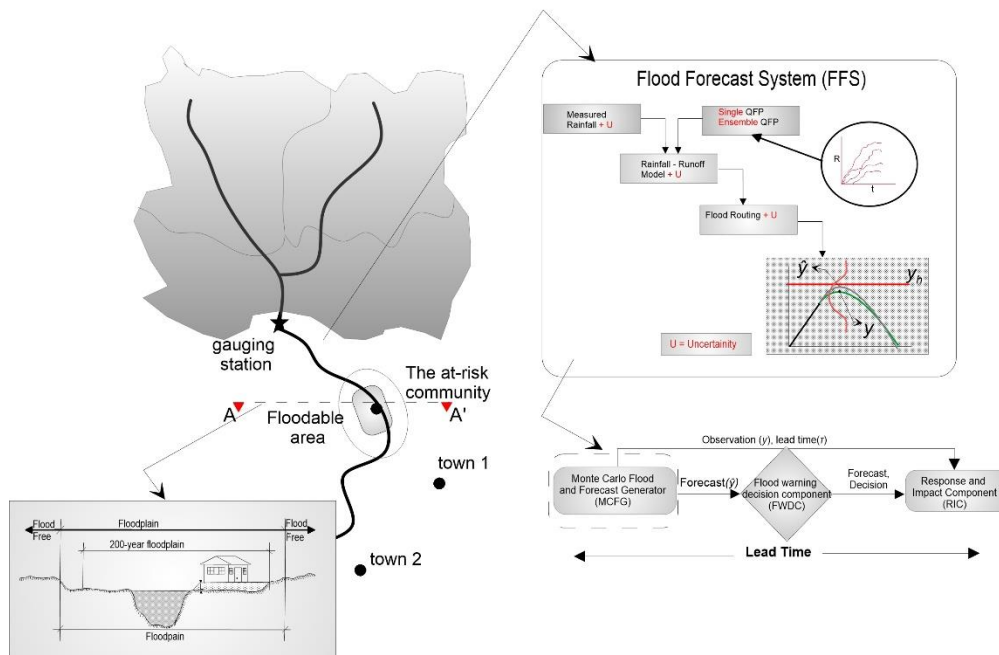 gauging
station
The at-risk
community
A
A'
Floodable
area
town 1
town 2
Flood
Free
Floodplain
Flood
Free
200-year floodplain
Floodpain
Flood Forecast System (FFS)
Measured
Rainfall + U
Single QFP
Ensemble QFP
R
t
Rainfall - Runoff
Model + U
Flood Routing + U
ŷ
yb
y
U = Uncertainity
Observation (y), lead time(τ)
Monte Carlo Flood
and Forecast Generator
(MCFG)
Forecast(ŷ)
Flood warning
decision component
(FWDC)
Forecast,
Decision
Response and
Impact Component
(RIC)
Lead Time